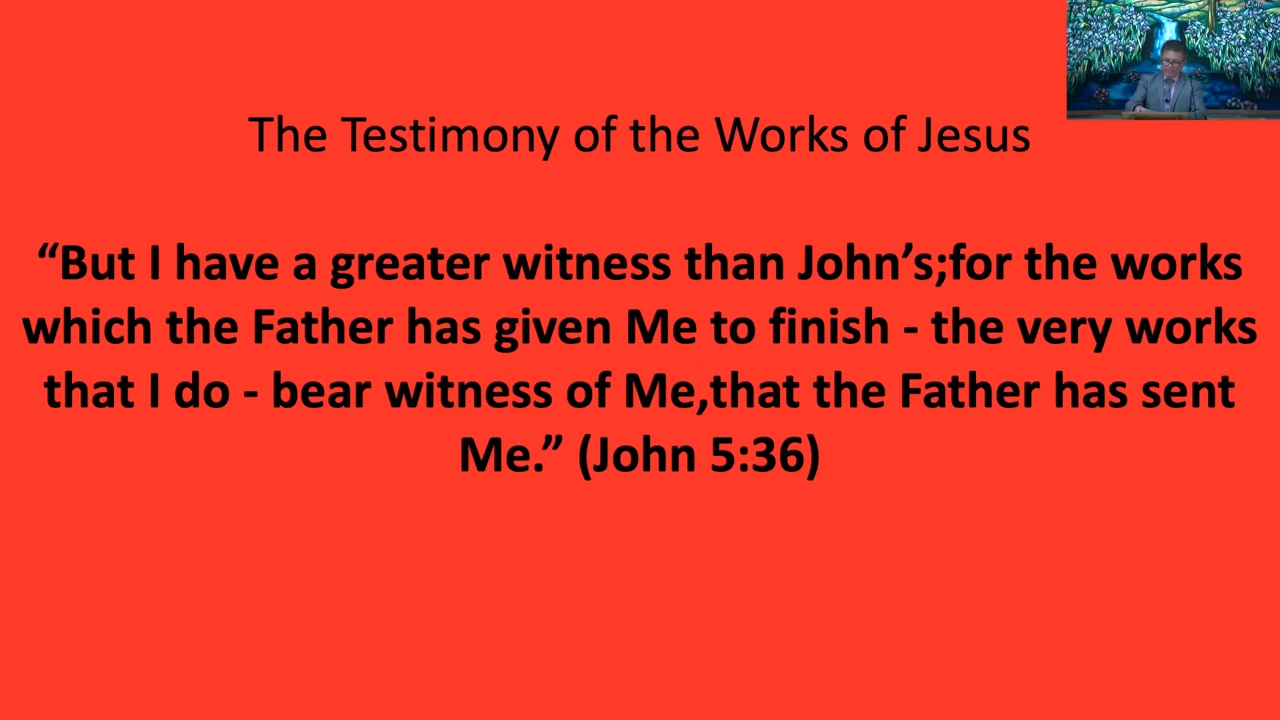 The Testimony of the Works of Jesus
“But I have a greater witness than John’s;for the works
which the Father has given Me to finish - the very works
that I do - bear witness of Me,that the Father has sent
Me.” (John 5:36)